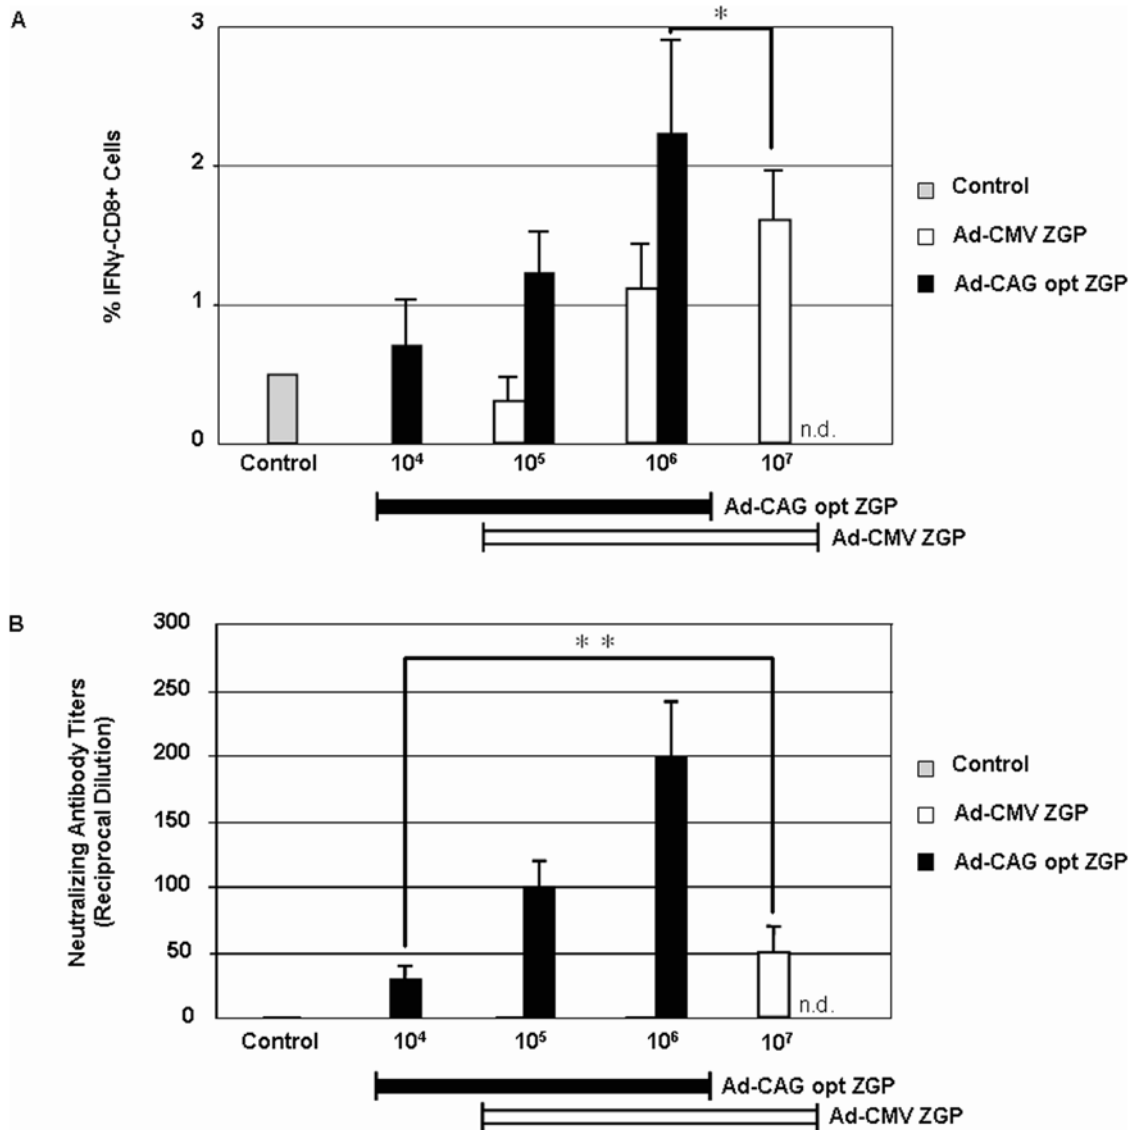 A
3
*
2
1
0
% IFNγ-CD8+ Cells
n.d.
Control 10⁴ 10⁵ 10⁶ 10⁷
Control
Ad-CMV ZGP
Ad-CAG opt ZGP
Ad-CAG opt ZGP
Ad-CMV ZGP
B
300
250
200
150
100
50
0
Neutralizing Antibody Titers
(Reciprocal Dilution)
* *
n.d.
Control 10⁴ 10⁵ 10⁶ 10⁷
Control
Ad-CMV ZGP
Ad-CAG opt ZGP
Ad-CAG opt ZGP
Ad-CMV ZGP